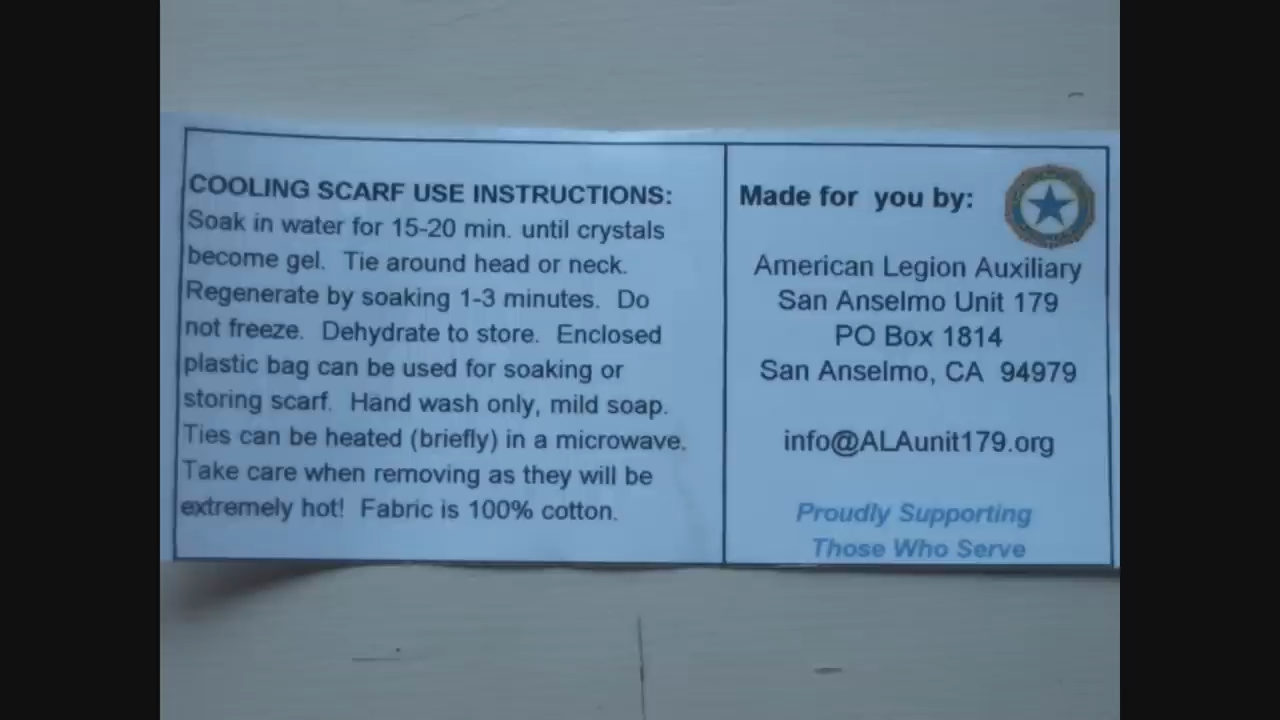 COOLING SCARF USE INSTRUCTIONS:
Soak in water for 15-20 min. until crystals
become gel. Tie around head or neck.
Regenerate by soaking 1-3 minutes. Do
not freeze. Dehydrate to store. Enclosed
plastic bag can be used for soaking or
storing scarf. Hand wash only, mild soap.
Ties can be heated (briefly) in a microwave.
Take care when removing as they will be
extremely hot! Fabric is 100% cotton.
Made for you by:
American Legion Auxiliary
San Anselmo Unit 179
PO Box 1814
San Anselmo, CA 94979
info@ALAunit179.org
Proudly Supporting
Those Who Serve